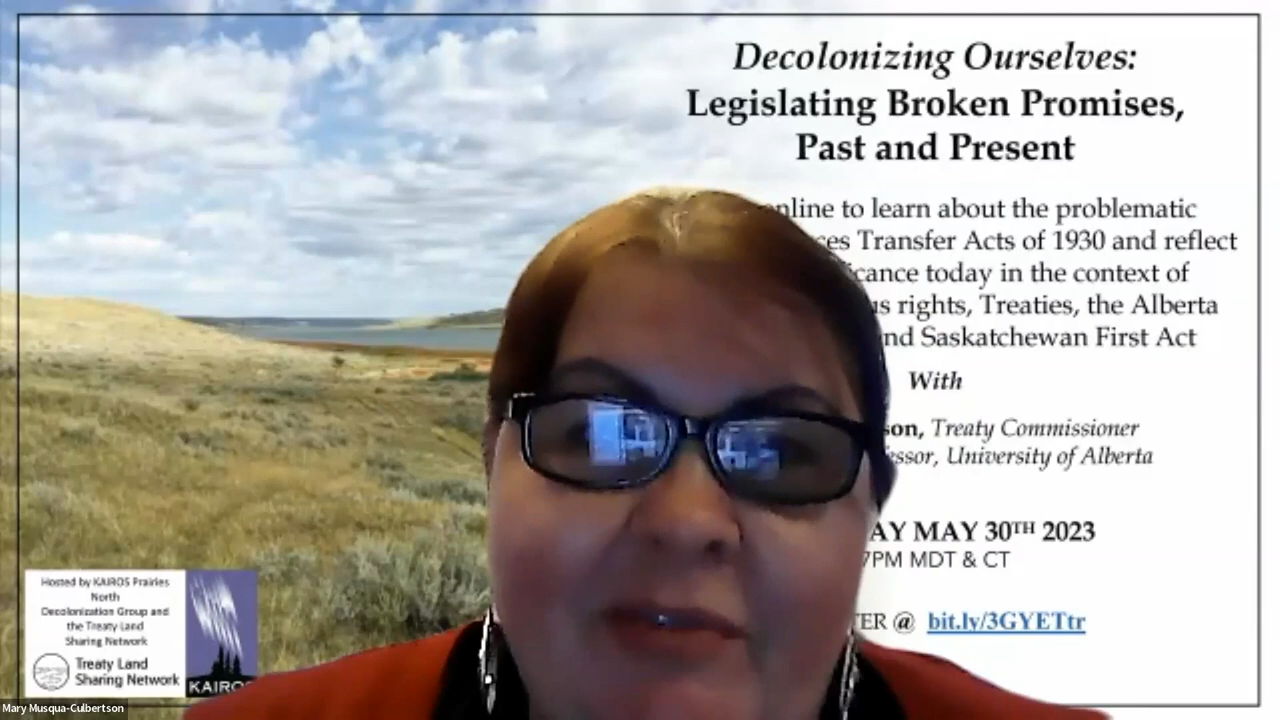 Decolonizing Ourselves:
Legislating Broken Promises,
Past and Present
online to learn about the problematic
ces Transfer Acts of 1930 and reflect
icance today in the context of
us rights, Treaties, the Alberta
nd Saskatchewan First Act
With
son, Treaty Commissioner
essor, University of Alberta
AY MAY 30TH 2023
7PM MDT & CT
TER @ bit.ly/3GYETtr
Hosted by KAIROS Prairies
North
Decolonization Group and
the Treaty Land
Sharing Network
Treaty Land
Sharing Network
KAIROS
Mary Musqua-Culbertson